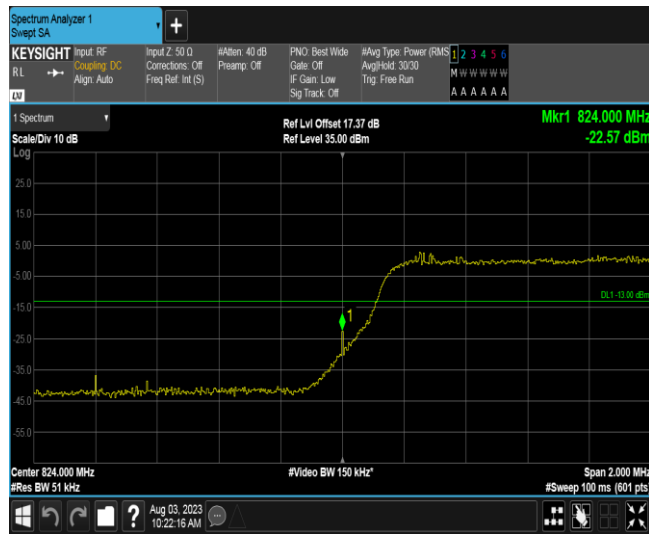 Spectrum Analyzer 1
Swept SA
+
KEYSIGHT
RL
LXI
Input: RF
Coupling: DC
Align: Auto
Input Z: 50 Ω
Corrections: Off
Freq Ref: Int (S)
#Atten: 40 dB
Preamp: Off
PNO: Best Wide
Gate: Off
IF Gain: Low
Sig Track: Off
#Avg Type: Power (RMS
Avg|Hold: 30/30
Trig: Free Run
1 2 3 4 5 6
M W W W W W
A A A A A A
1 Spectrum
Scale/Div 10 dB
Ref Lvl Offset 17.37 dB
Ref Level 35.00 dBm
Mkr1 824.000 MHz
-22.57 dBm
Log
25.0
15.0
5.00
-5.00
-15.0
-25.0
-35.0
-45.0
-55.0
DL1 -13.00 dBm
1
Center 824.000 MHz
#Res BW 51 kHz
#Video BW 150 kHz*
Span 2.000 MHz
#Sweep 100 ms (601 pts)
?
Aug 03, 2023
10:22:16 AM